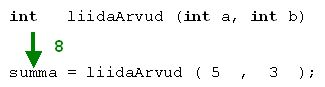 int liidaArvud (int a, int b)
8
summa = liidaArvud ( 5 , 3 );